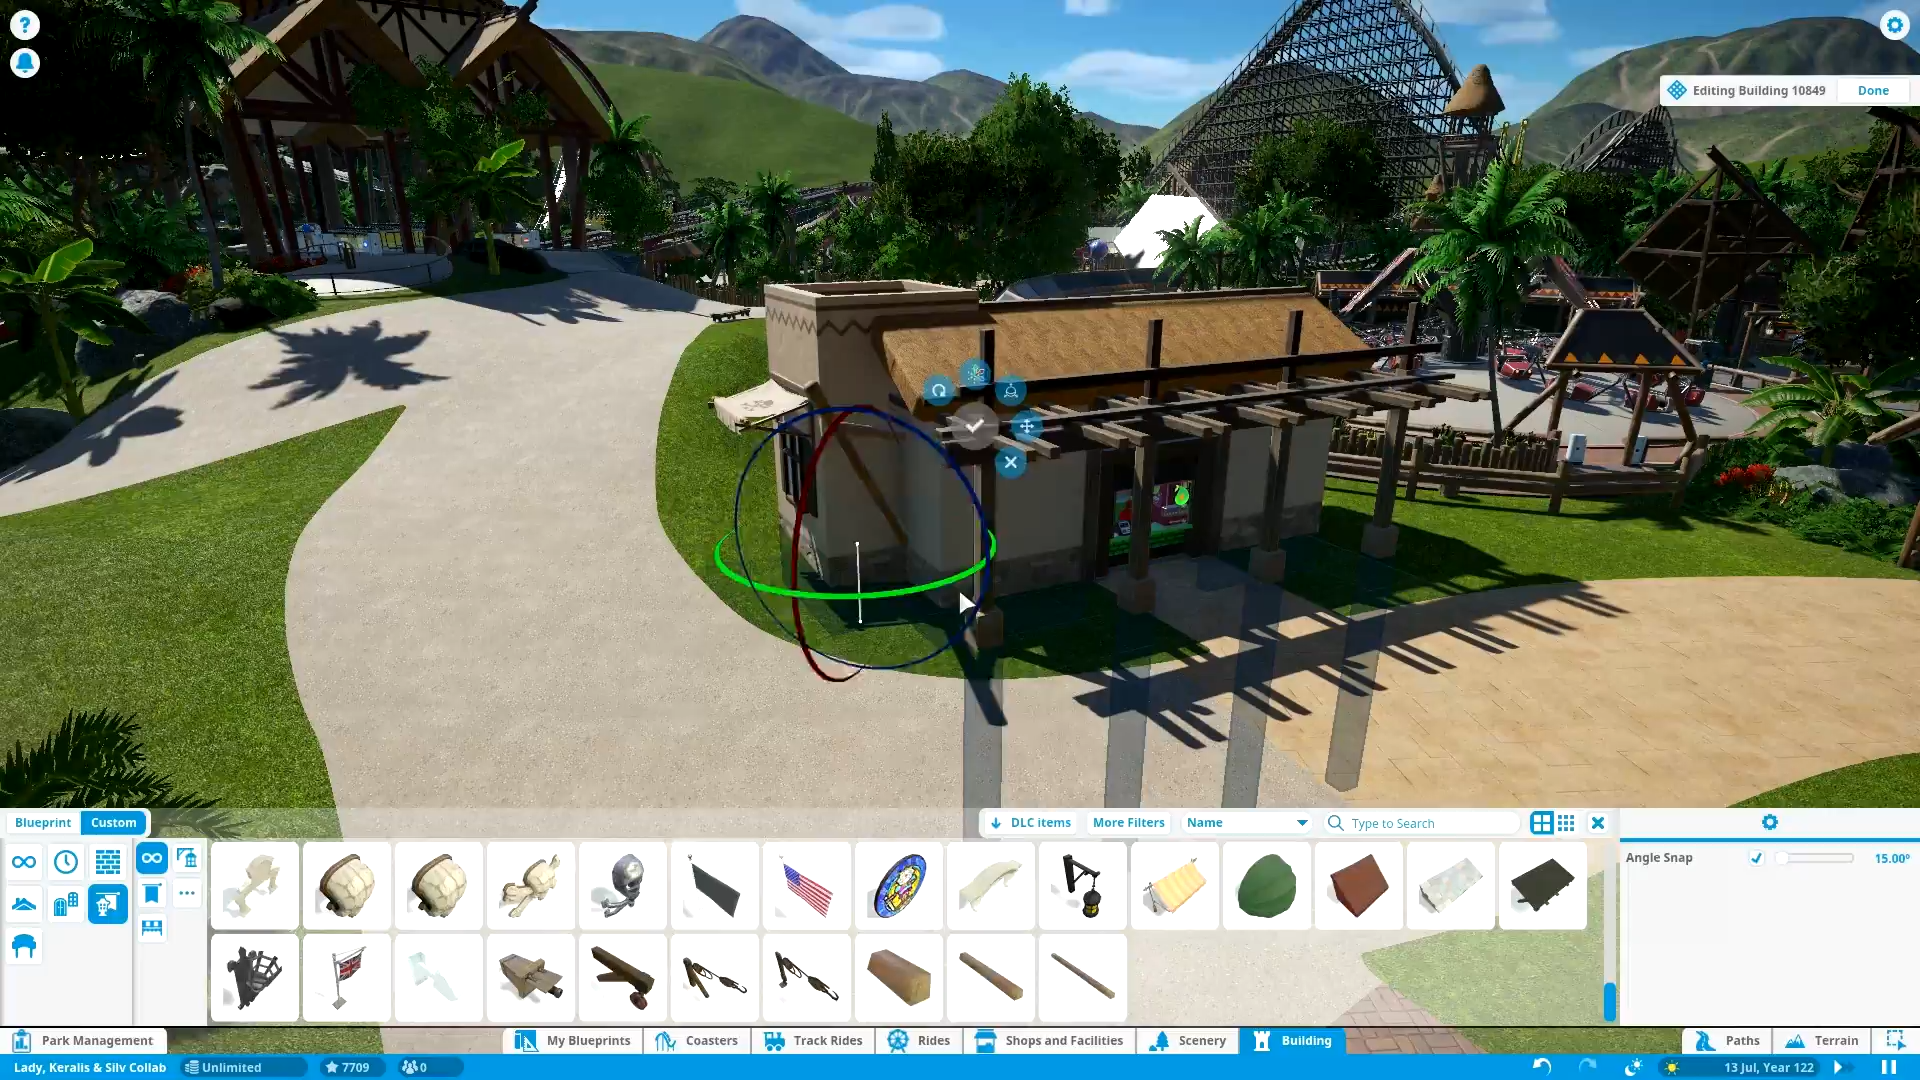 ?
Editing Building 10849
Done
Blueprint
Custom
DLC items
More Filters
Name
Type to Search
Angle Snap
15.00°
Park Management
My Blueprints
Coasters
Track Rides
Rides
Shops and Facilities
Scenery
Building
Paths
Terrain
Lady, Keralis & Silv Collab
Unlimited
7709
0
13 Jul, Year 122